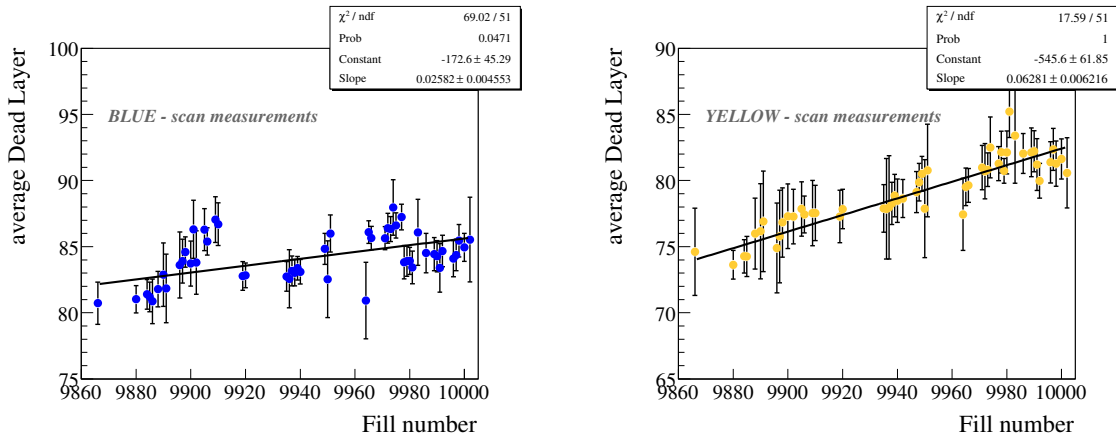 χ² / ndf 69.02 / 51
Prob 0.0471
Constant -172.6 ± 45.29
Slope 0.02582 ± 0.004553
BLUE - scan measurements
average Dead Layer
100
95
90
85
80
75
9860 9880 9900 9920 9940 9960 9980 10000
Fill number
χ² / ndf 17.59 / 51
Prob 1
Constant -545.6 ± 61.85
Slope 0.06281 ± 0.006216
YELLOW - scan measurements
average Dead Layer
90
85
80
75
70
65
9860 9880 9900 9920 9940 9960 9980 10000
Fill number